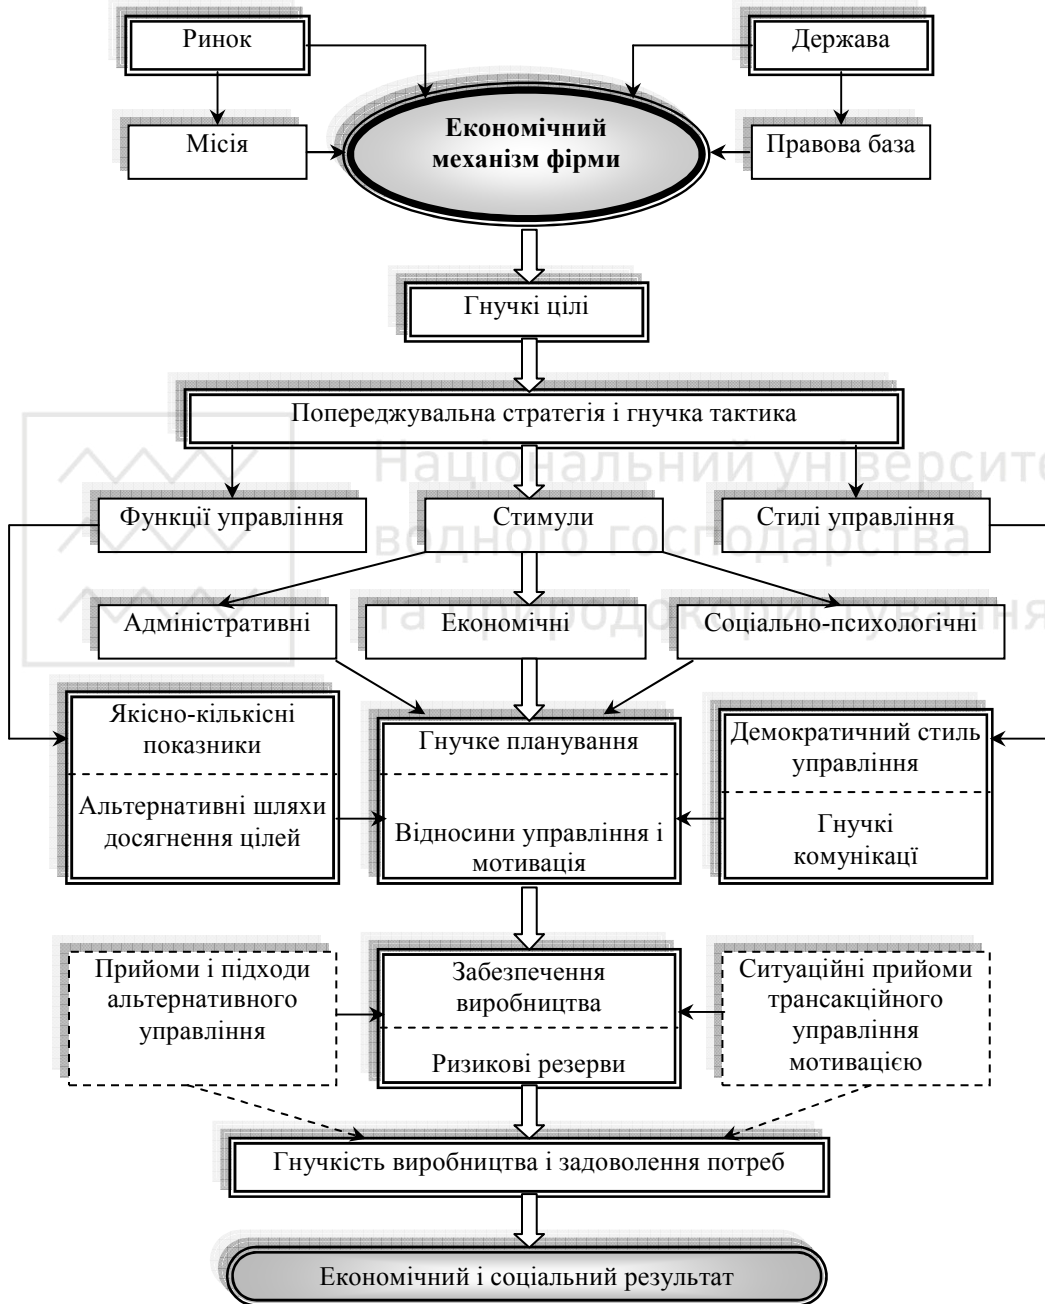 Ринок
Держава
Економічний
механізм фірми
Місія
Правова база
Гнучкі цілі
Попереджувальна стратегія і гнучка тактика
Національний університе
водного господарства
та природокористування
Функції управління
Стимули
Стилі управління
Адміністративні
Економічні
Соціально-психологічні
Якісно-кількісні
показники
Альтернативні шляхи
досягнення цілей
Гнучке планування
Відносини управління і
мотивація
Демократичний стиль
управління
Гнучкі
комунікації
Прийоми і підходи
альтернативного
управління
Забезпечення
виробництва
Ризикові резерви
Ситуаційні прийоми
трансакційного
управління
мотивацією
Гнучкість виробництва і задоволення потреб
Економічний і соціальний результат